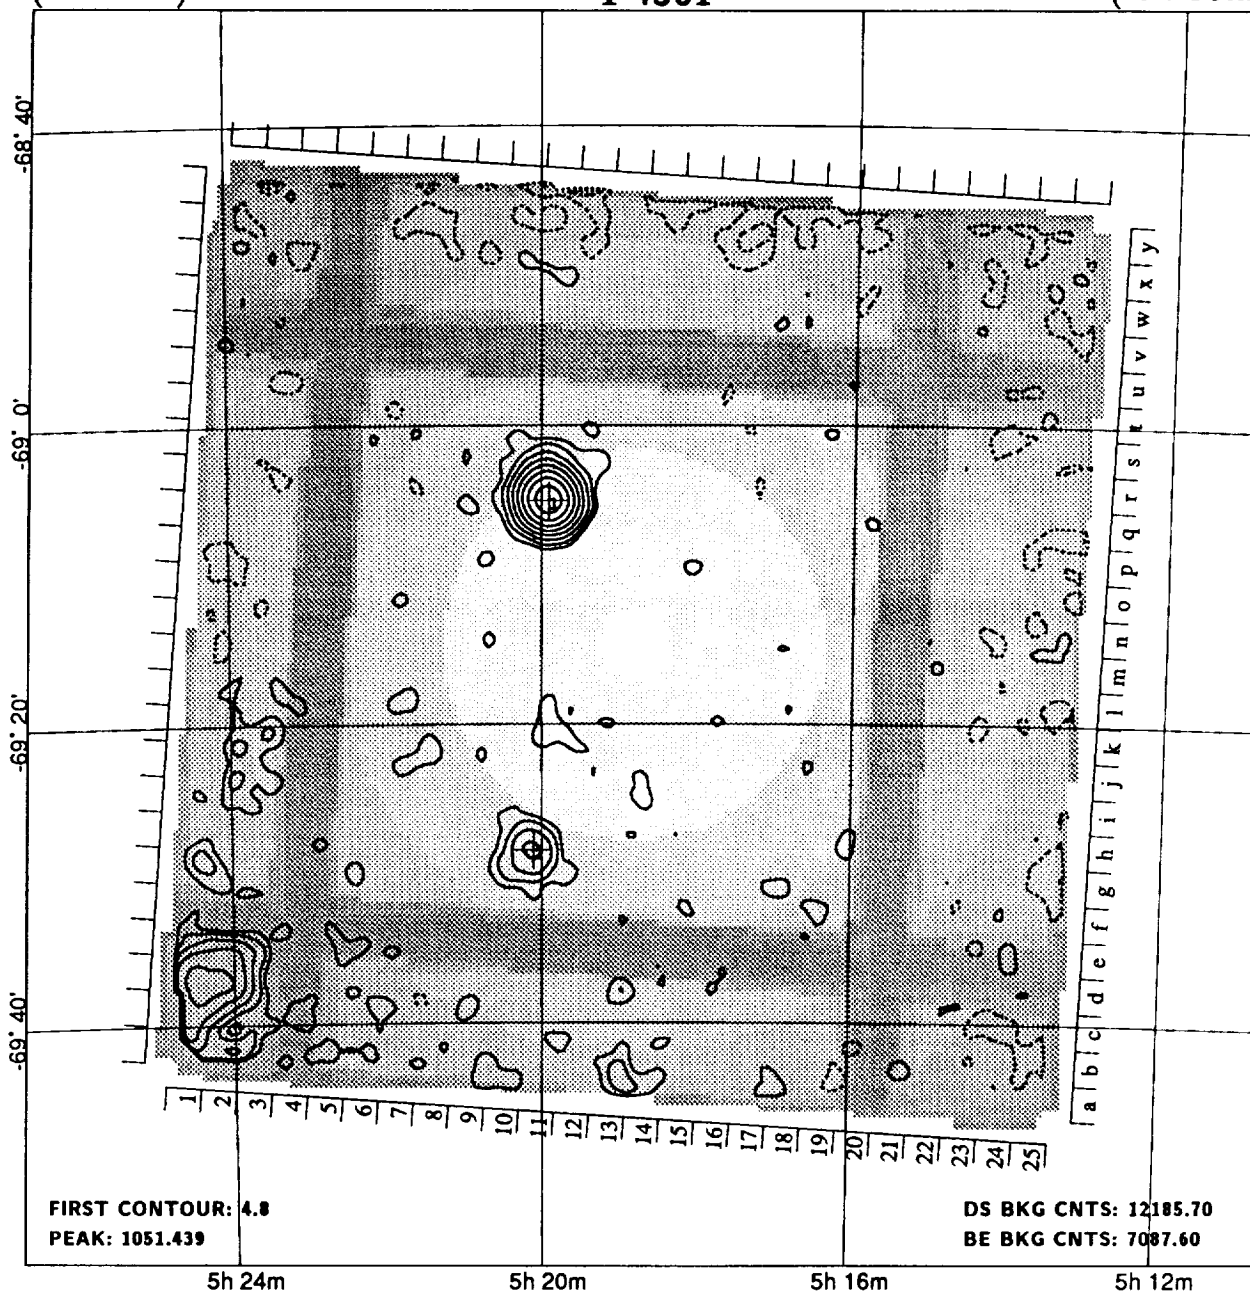 -68° 40'
-69° 0'
-69° 20'
-69° 40'
y
x
w
v
u
t
s
r
q
p
o
n
m
l
k
j
i
h
g
f
e
d
c
b
a
1 2 3 4 5 6 7 8 9 10 11 12 13 14 15 16 17 18 19 20 21 22 23 24 25
FIRST CONTOUR: 4.8
PEAK: 1051.439
DS BKG CNTS: 12185.70
BE BKG CNTS: 7087.60
5h 24m 5h 20m 5h 16m 5h 12m